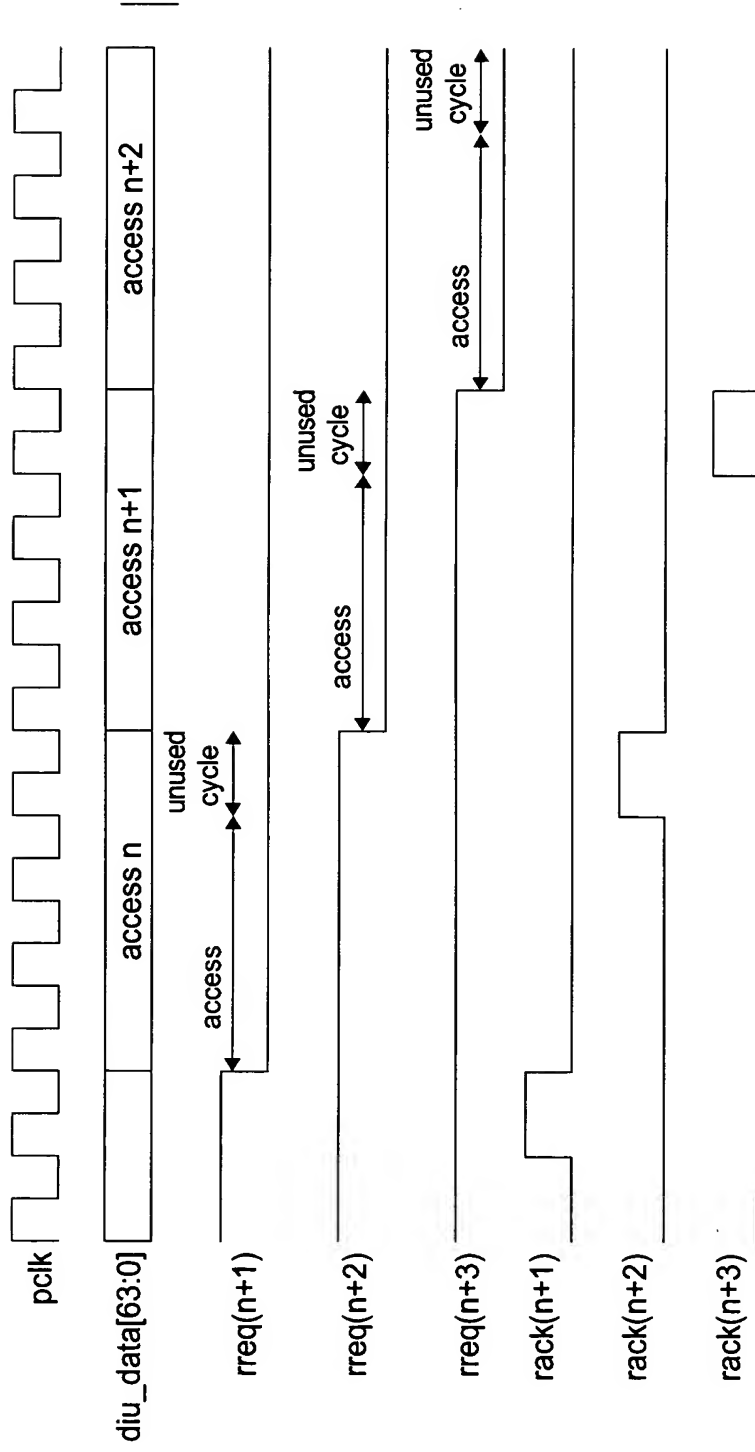 pclk
diu_data[63:0]
access n
access n+1
access n+2
rreq(n+1)
access
unused
cycle
rreq(n+2)
access
unused
cycle
rreq(n+3)
access
unused
cycle
rack(n+1)
rack(n+2)
rack(n+3)